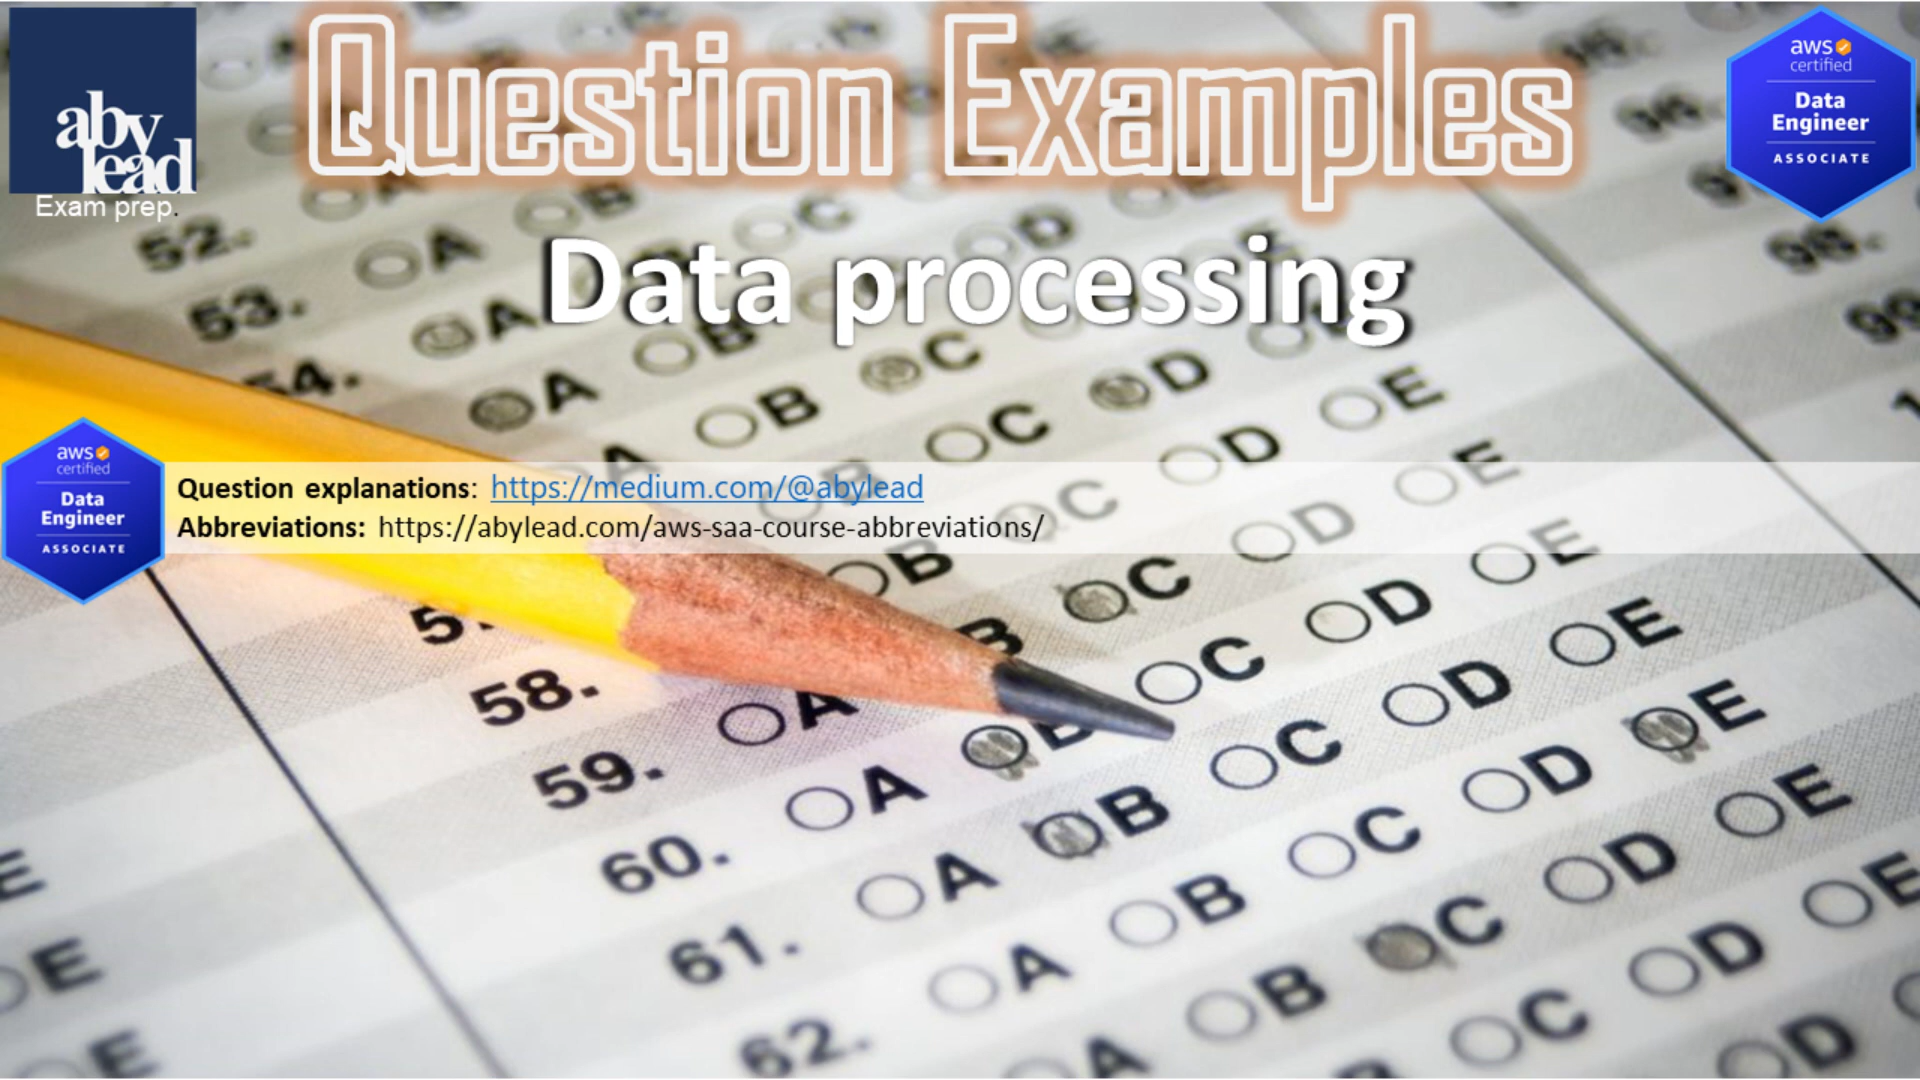 aby
lead
Exam prep.
Question Examples
aws
certified
Data
Engineer
ASSOCIATE
Data processing
aws
certified
Data
Engineer
ASSOCIATE
Question explanations: https://medium.com/@abylead
Abbreviations: https://abylead.com/aws-saa-course-abbreviations/
52.
53. A B C D E
54. A B C D E
A B C D E
58. A B C D E
59. A B C D E
60. A B C D E
61. A B C D E
62. A B C D E